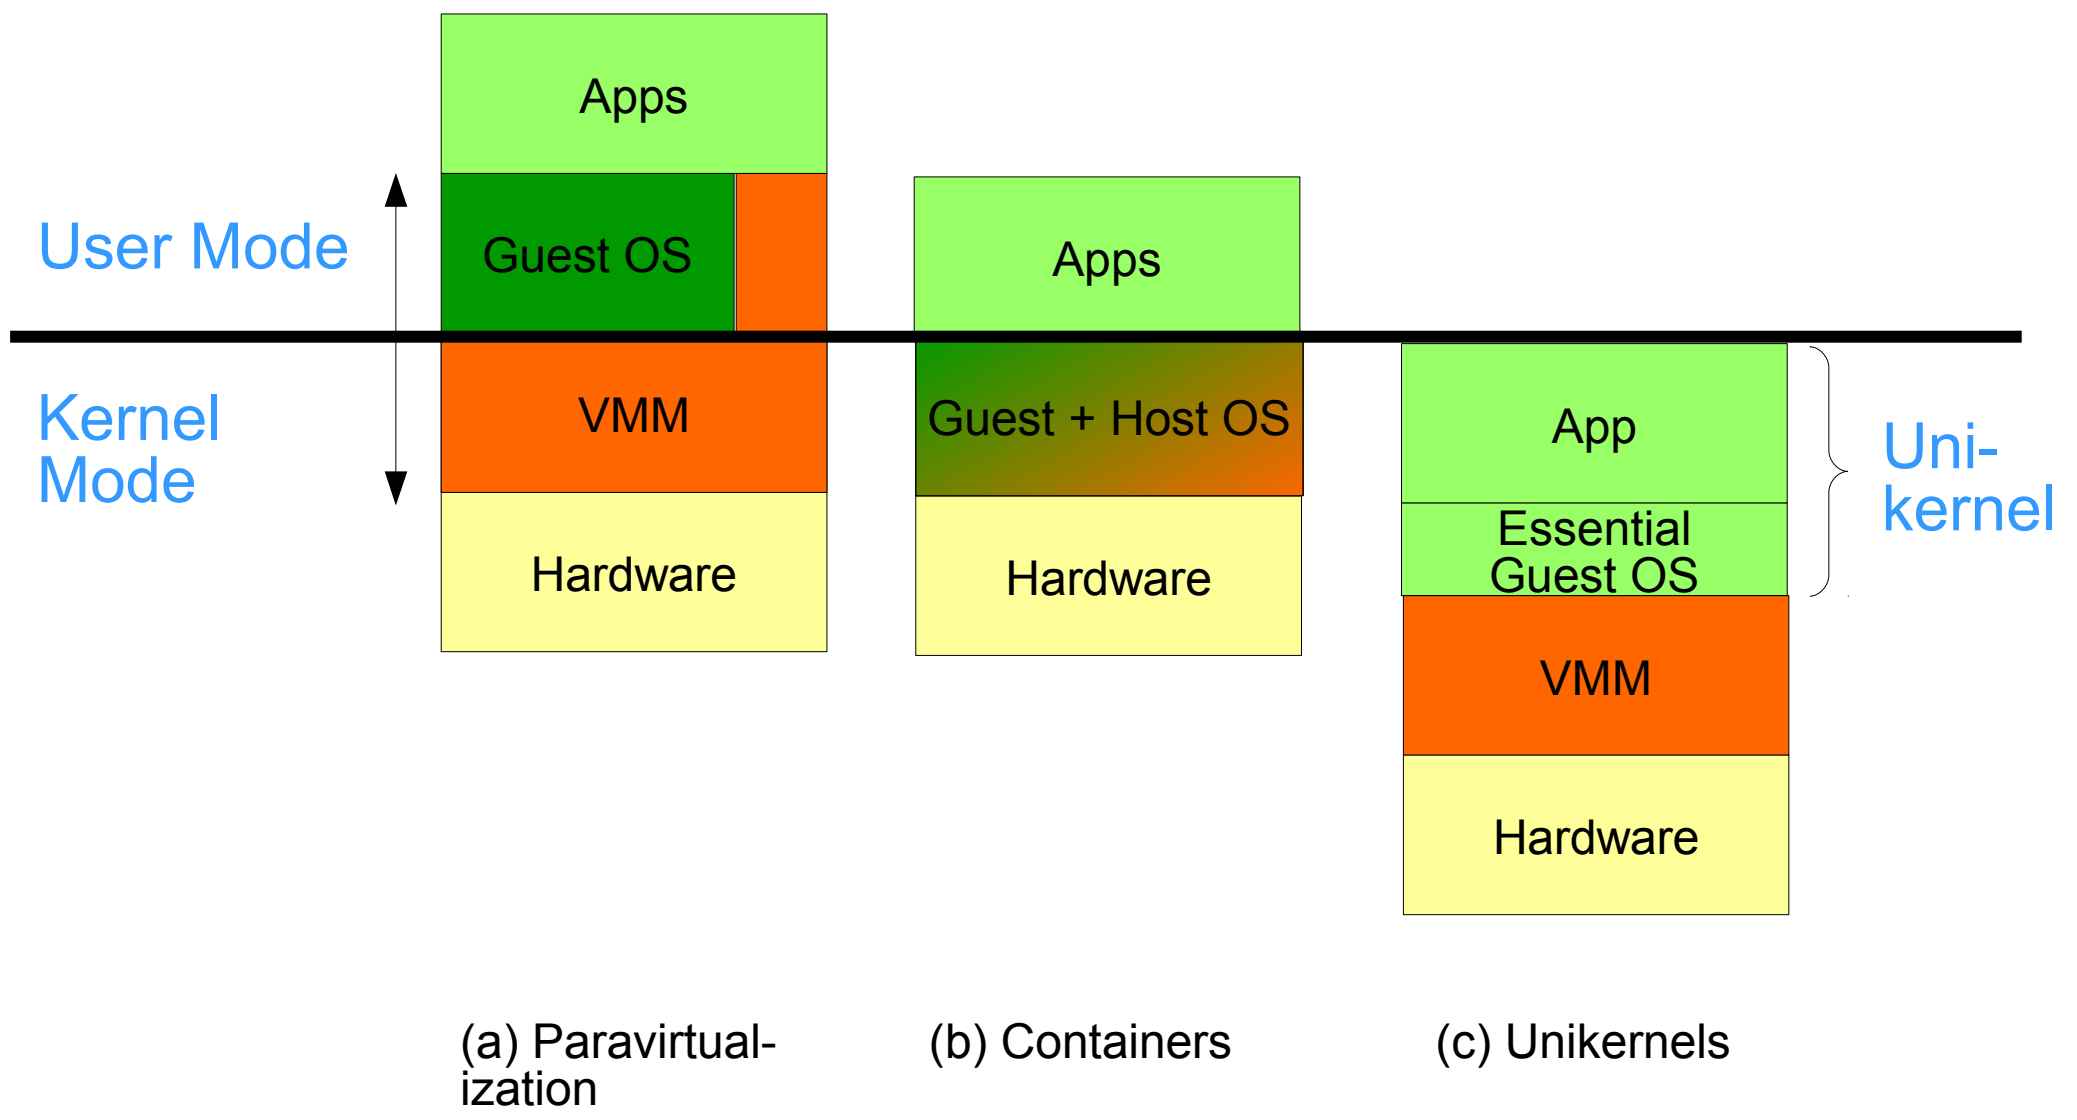 Apps
User Mode
Guest OS
Apps
Kernel
Mode
VMM
Guest + Host OS
App
Uni-
kernel
Essential
Guest OS
Hardware
Hardware
VMM
Hardware
(a) Paravirtual-
ization
(b) Containers
(c) Unikernels